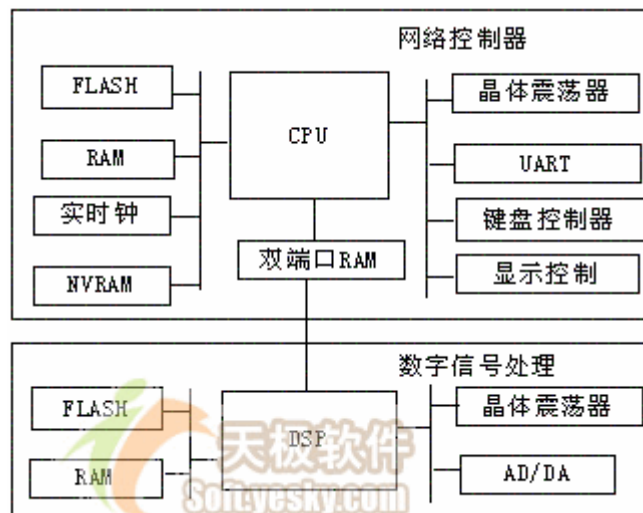 网络控制器
FLASH
RAM
实时钟
NVRAM
CPU
双端口RAM
晶体震荡器
UART
键盘控制器
显示控制
数字信号处理
FLASH
RAM
DSP
晶体震荡器
AD/DA
天极软件
Soft.yesky.com